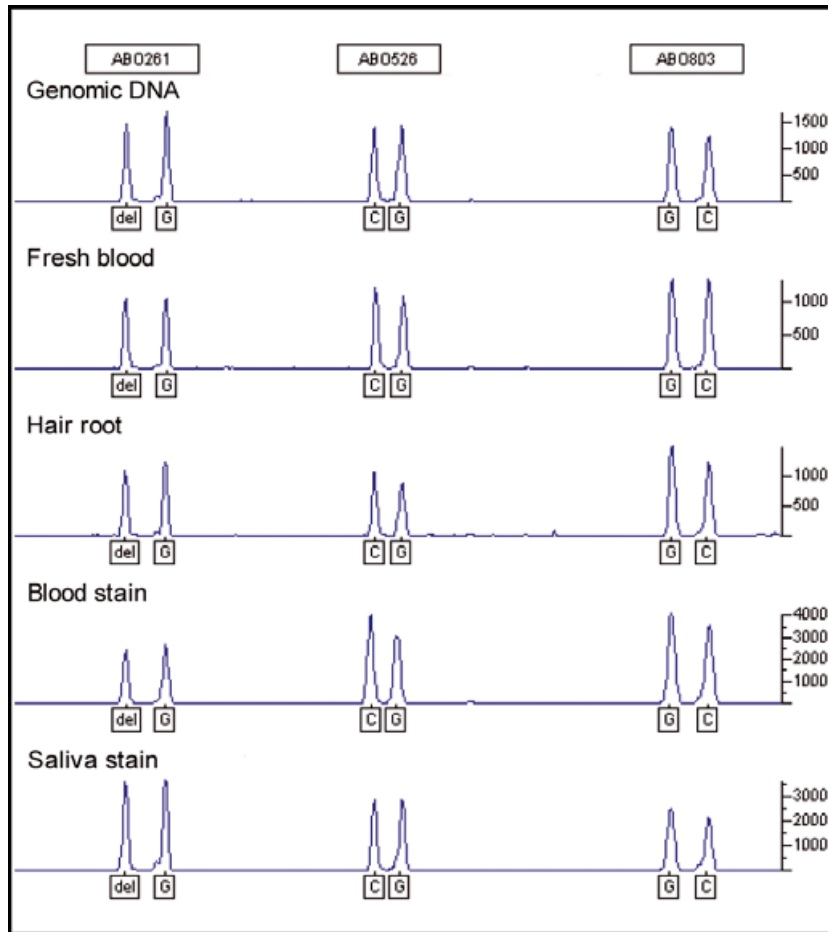 ABO261 ABO526 ABO803
Genomic DNA
1500
1000
500
del G C G G C
Fresh blood
1000
500
del G C G G C
Hair root
1000
500
del G C G G C
Blood stain
4000
3000
2000
1000
del G C G G C
Saliva stain
3000
2000
1000
del G C G G C